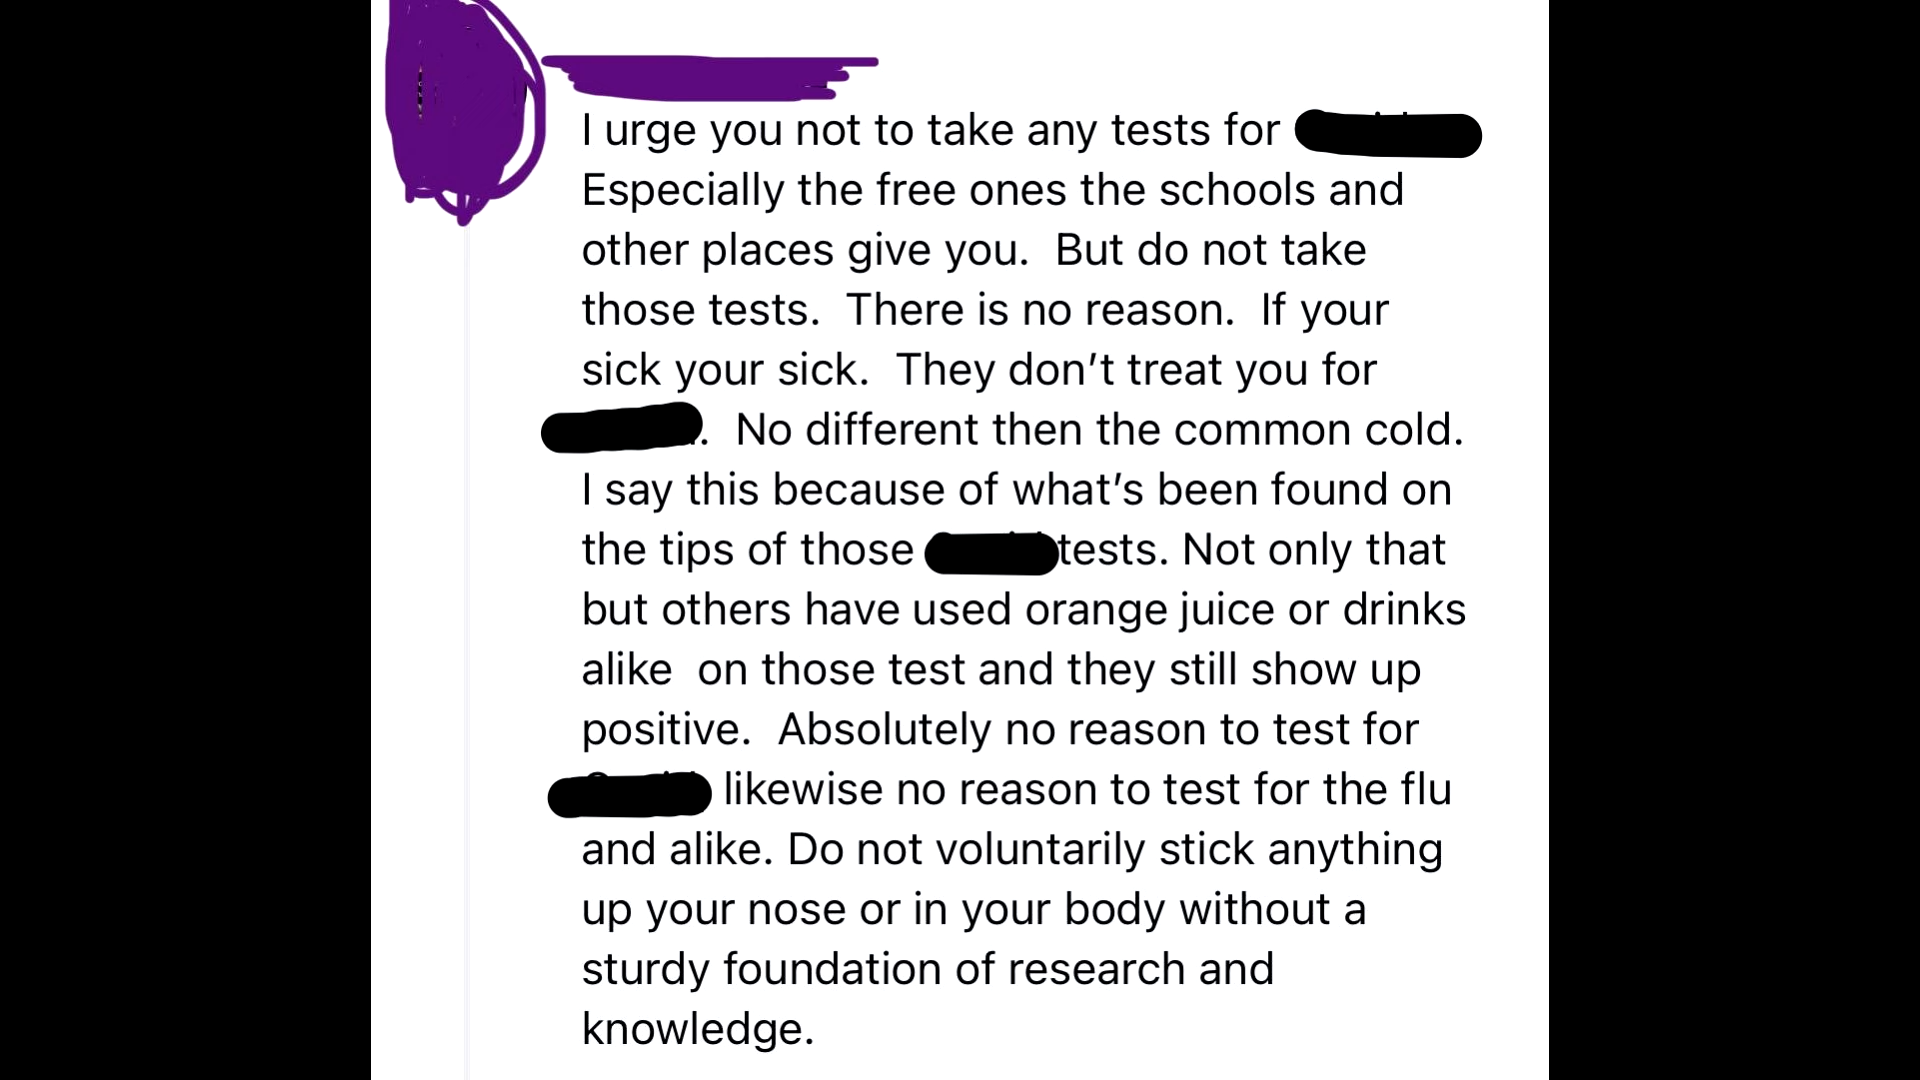 I urge you not to take any tests for
Especially the free ones the schools and
other places give you.  But do not take
those tests.  There is no reason.  If your
sick your sick.  They don’t treat you for
.  No different then the common cold.
I say this because of what’s been found on
the tips of those tests. Not only that
but others have used orange juice or drinks
alike  on those test and they still show up
positive.  Absolutely no reason to test for
likewise no reason to test for the flu
and alike. Do not voluntarily stick anything
up your nose or in your body without a
sturdy foundation of research and
knowledge.